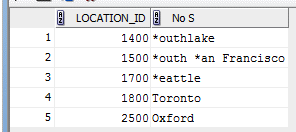 LOCATION_ID No S
1 1400 *outhlake
2 1500 *outh *an Francisco
3 1700 *eattle
4 1800 Toronto
5 2500 Oxford